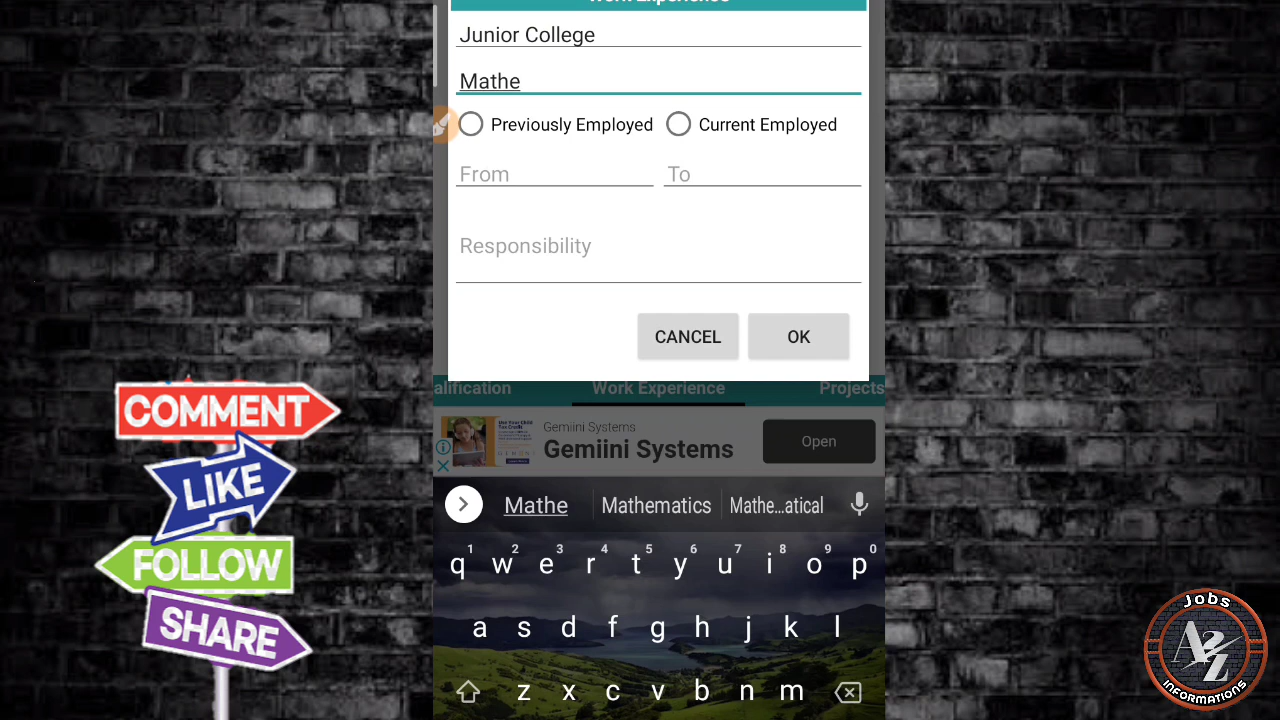 Work Experience
Junior College
Mathe
Previously Employed Current Employed
From To
Responsibility
CANCEL OK
alification Work Experience Projects
Gemiini Systems
Gemiini Systems
Open
Mathe Mathematics Mathe...atical
1 2 3 4 5 6 7 8 9 0
q w e r t y u i o p
a s d f g h j k l
z x c v b n m
COMMENT
LIKE
FOLLOW
SHARE
Jobs
A2Z
INFORMATIONS